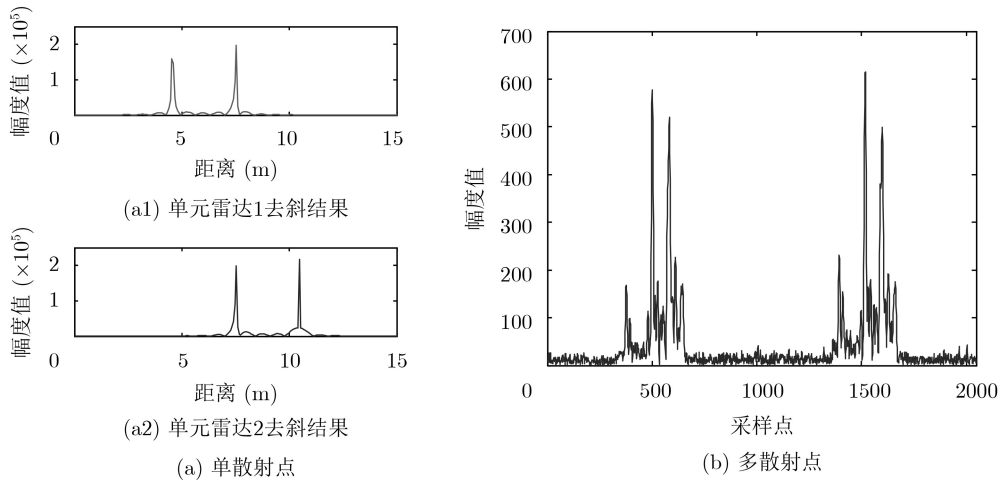 幅度值 (×10⁵)
2
1
0
5
10
15
距离 (m)
(a1) 单元雷达1去斜结果
幅度值 (×10⁵)
2
1
0
5
10
15
距离 (m)
(a2) 单元雷达2去斜结果
(a) 单散射点
幅度值
700
600
500
400
300
200
100
0
500
1000
1500
2000
采样点
(b) 多散射点